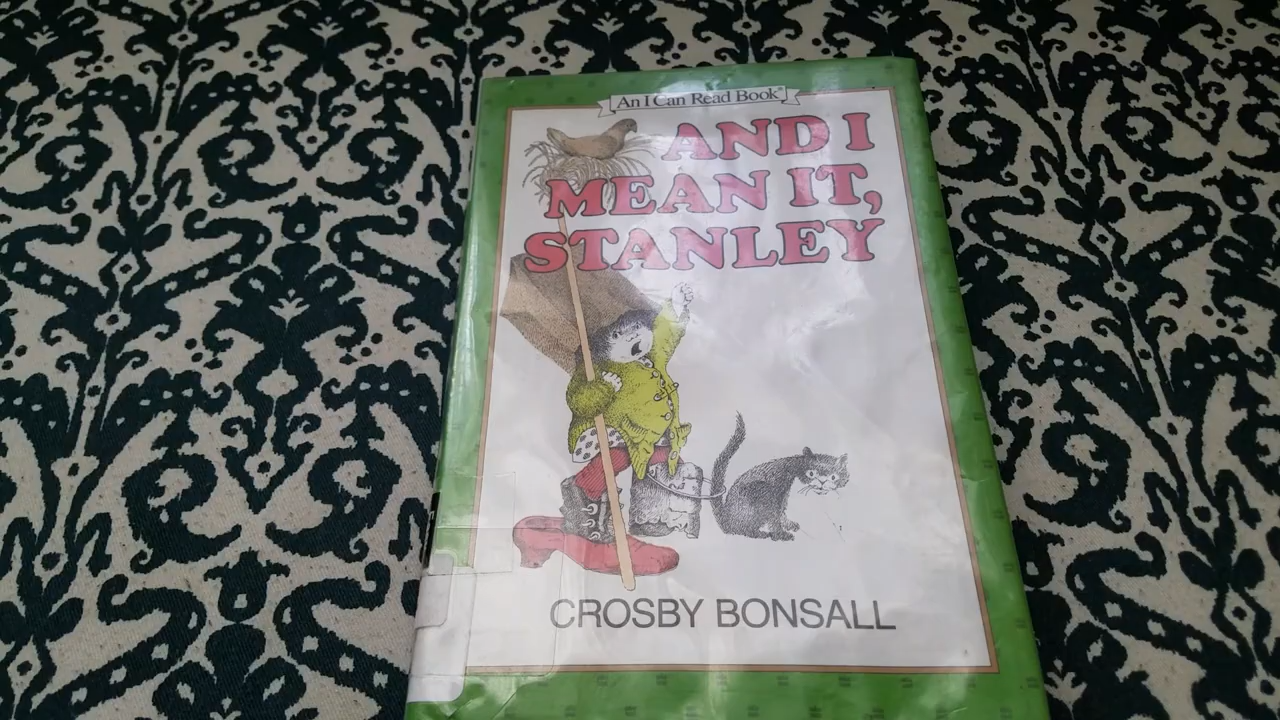 An I Can Read Book®
AND I
MEAN IT,
STANLEY
CROSBY BONSALL